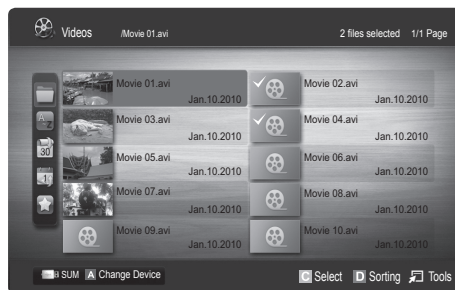 Videos /Movie 01.avi 2 files selected 1/1 Page
Movie 01.avi Movie 02.avi
Jan.10.2010 Jan.10.2010
Movie 03.avi Movie 04.avi
Jan.10.2010 Jan.10.2010
Movie 05.avi Movie 06.avi
Jan.10.2010 Jan.10.2010
Movie 07.avi Movie 08.avi
Jan.10.2010 Jan.10.2010
Movie 09.avi Movie 10.avi
Jan.10.2010 Jan.10.2010
A Z
30
1
SUM A Change Device C Select D Sorting Tools